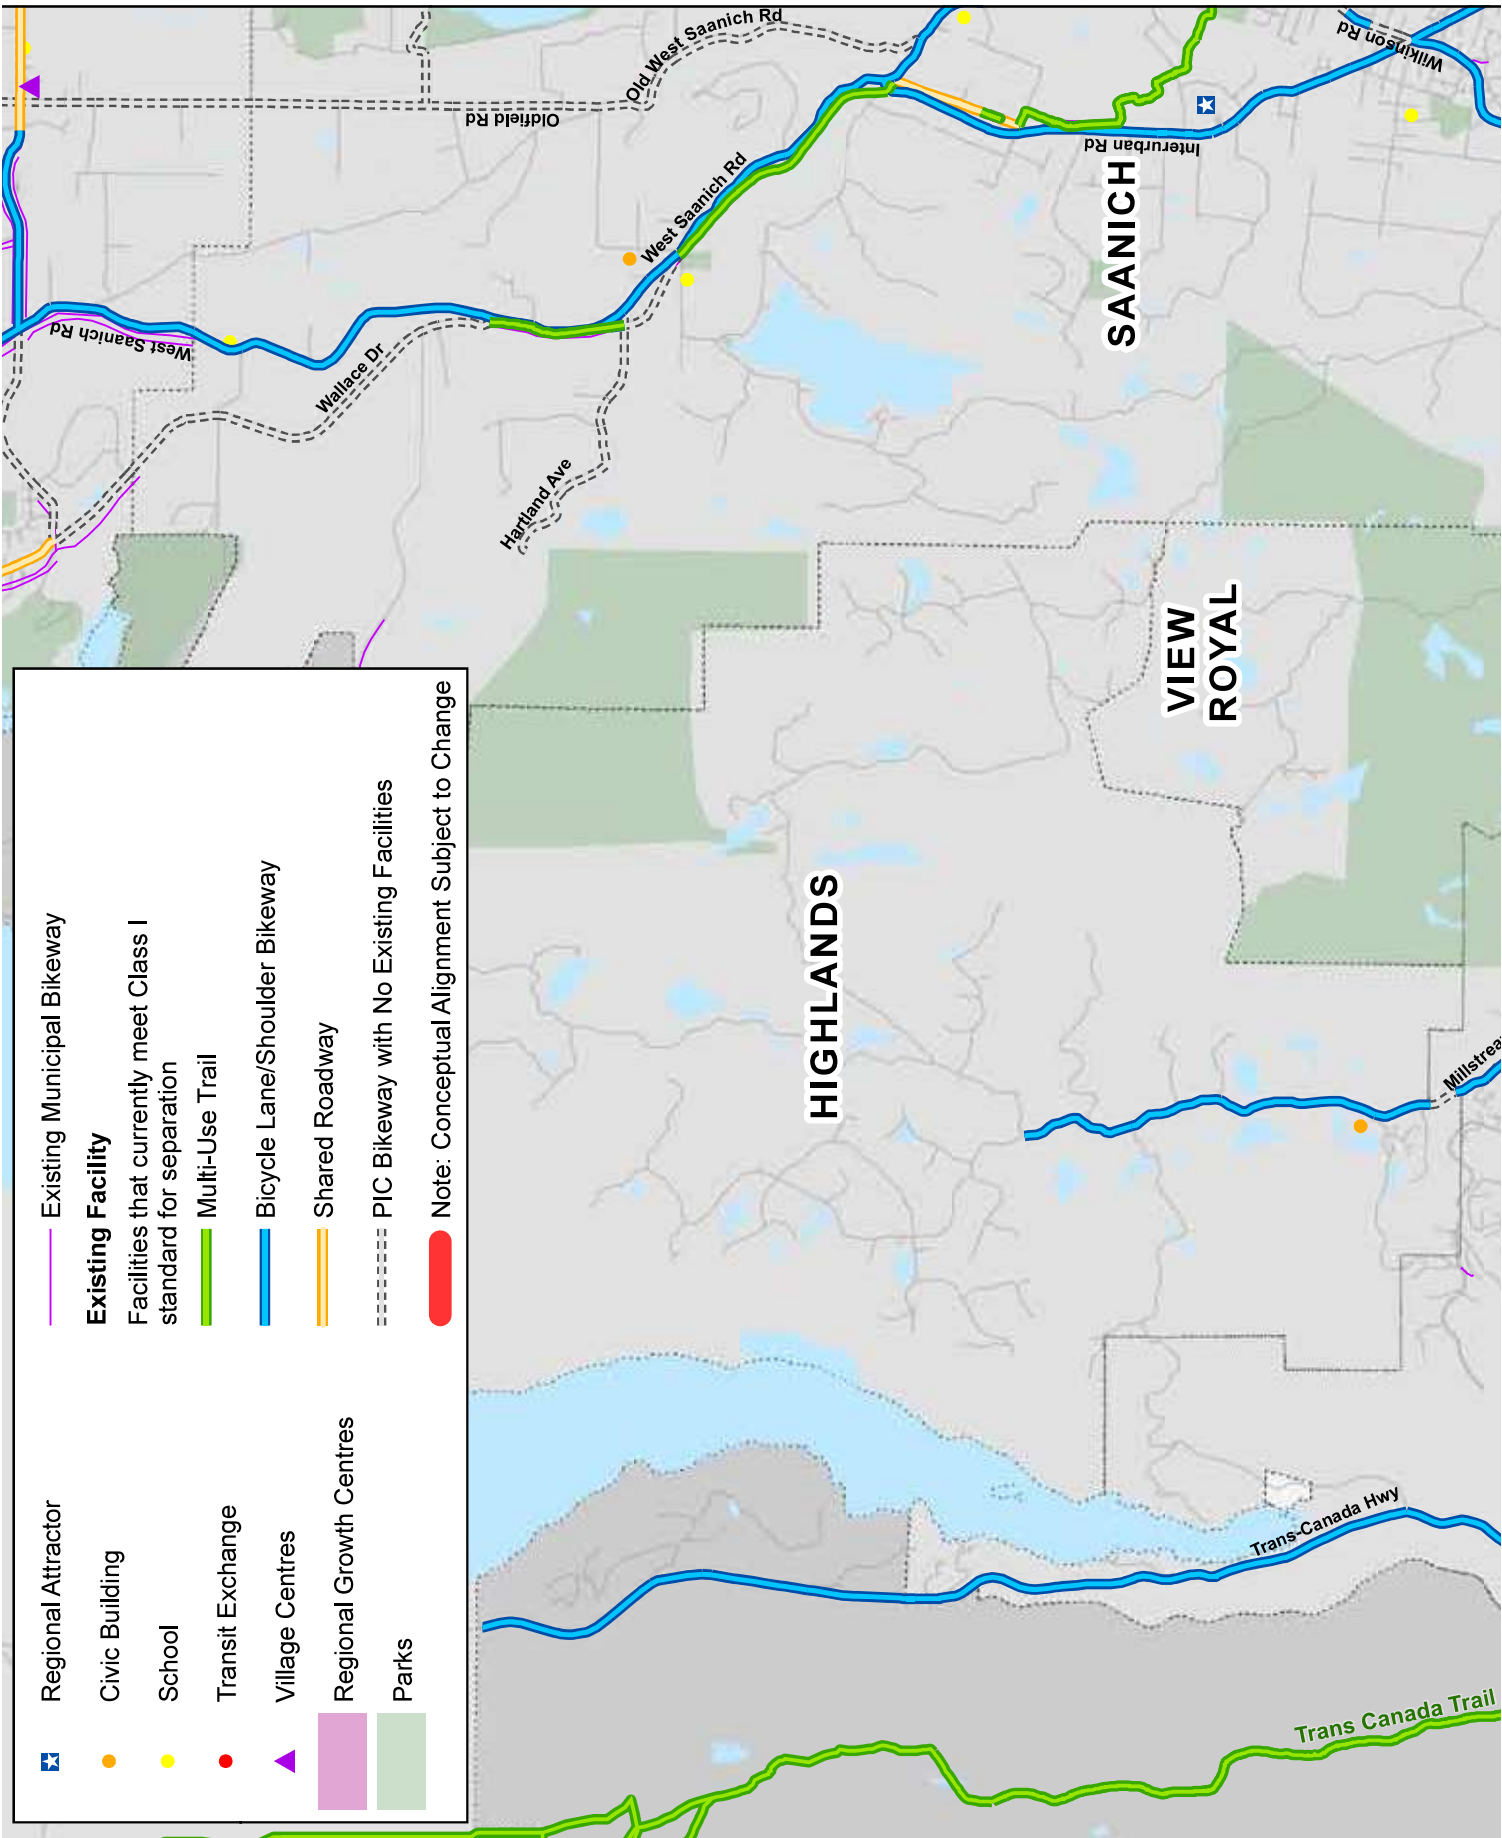 Regional Attractor
Civic Building
School
Transit Exchange
Village Centres
Regional Growth Centres
Parks
Existing Municipal Bikeway
Existing Facility
Facilities that currently meet Class I
standard for separation
Multi-Use Trail
Bicycle Lane/Shoulder Bikeway
Shared Roadway
PIC Bikeway with No Existing Facilities
Note: Conceptual Alignment Subject to Change
West Saanich Rd
Wallace Dr
Hartland Ave
Oldfield Rd
Old West Saanich Rd
West Saanich Rd
Interurban Rd
Wilkinson Rd
SAANICH
VIEW
ROYAL
HIGHLANDS
Trans-Canada Hwy
Trans Canada Trail